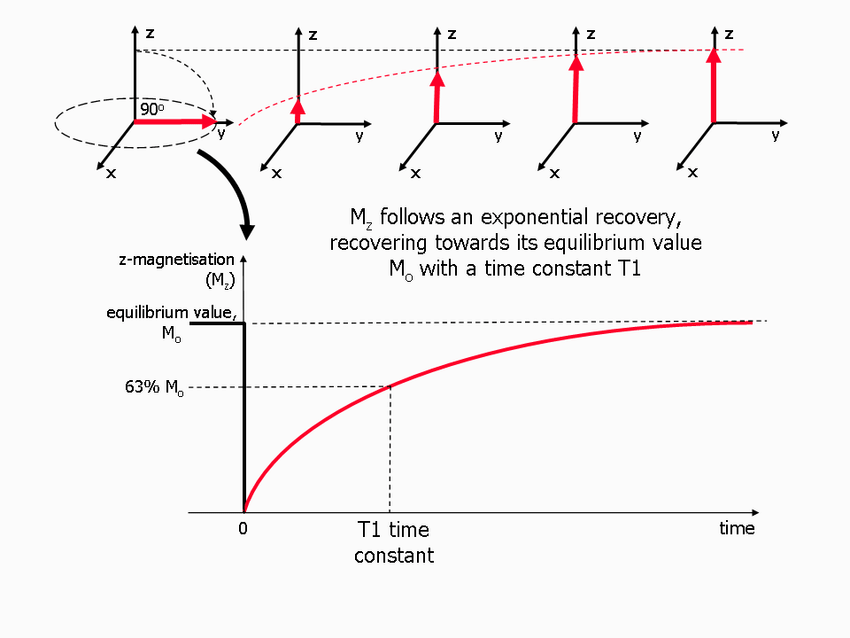 z
z
z
z
z
90o
y
y
y
y
y
x
x
x
x
x
Mz follows an exponential recovery,
recovering towards its equilibrium value
Mo with a time constant T1
z-magnetisation
(Mz)
equilibrium value,
Mo
63% Mo
0
T1 time
constant
time